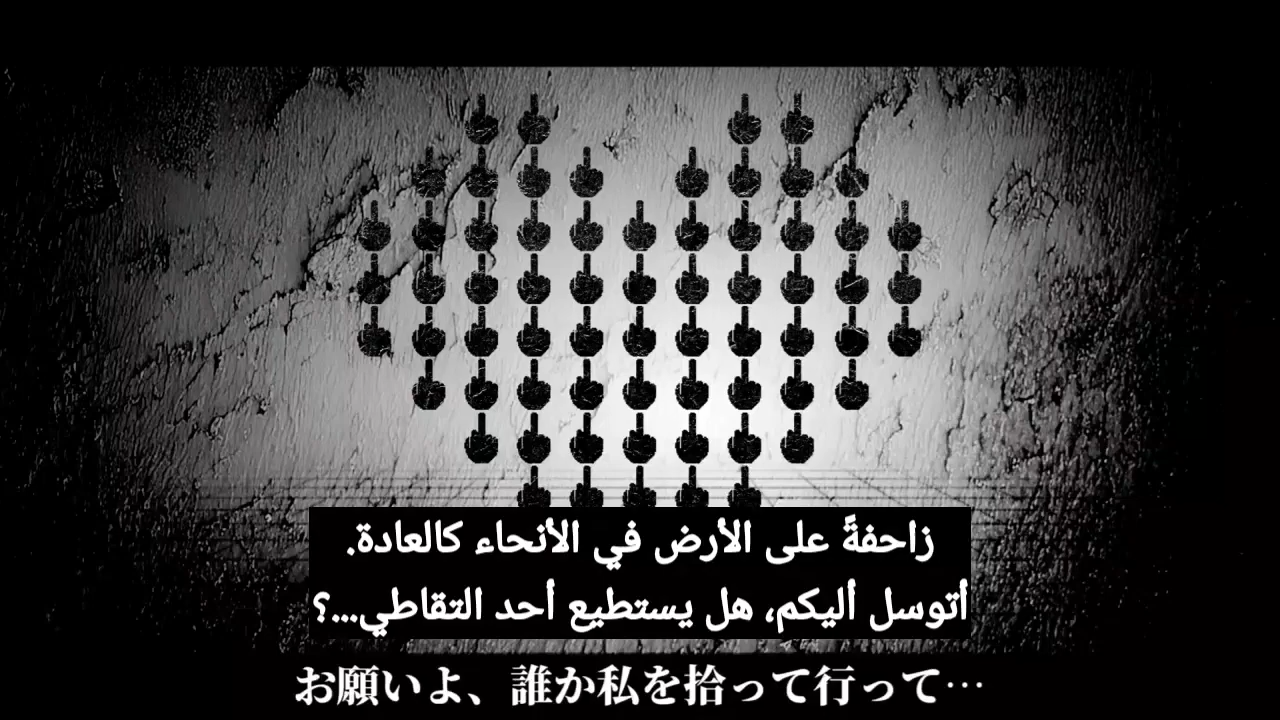 زاحفةً على الأرض في الأنحاء كالعادة.
أتوسل أليكم، هل يستطيع أحد التقاطي...؟
お願いよ、誰か私を拾って行って…